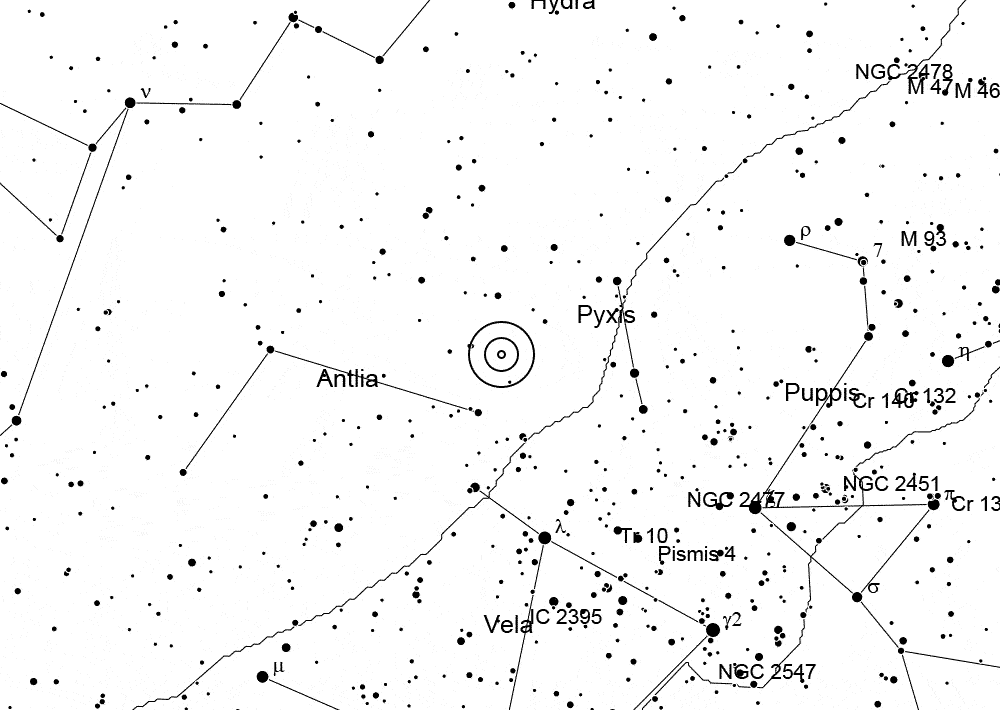 Hydra
ν
NGC 2478
M 47
M 46
ρ
7
M 93
Pyxis
η
Antlia
Puppis
Cr 140
Cr 132
NGC 2451
NGC 2477
ζ
π
Cr 13
λ
Tr 10
Pismis 4
σ
Vela
IC 2395
γ2
μ
NGC 2547